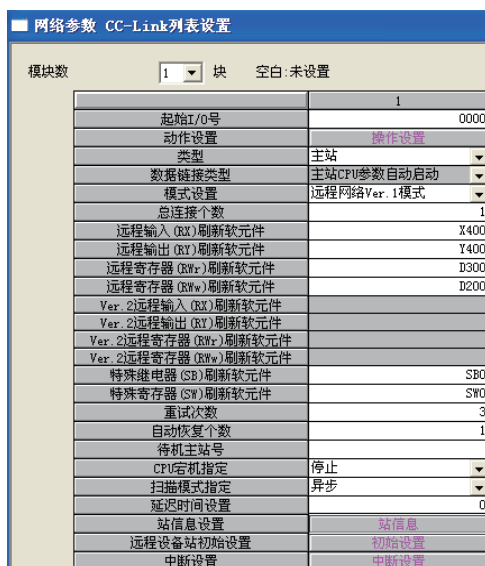 网络参数 CC-Link列表设置
模块数 1 块 空白:未设置
1
起始I/O号 0000
动作设置 操作设置
类型 主站
数据链接类型 主站CPU参数自动启动
模式设置 远程网络Ver.1模式
总连接个数 1
远程输入(RX)刷新软元件 X400
远程输出(RY)刷新软元件 Y400
远程寄存器(RWr)刷新软元件 D300
远程寄存器(RWw)刷新软元件 D200
Ver.2远程输入(RX)刷新软元件
Ver.2远程输出(RY)刷新软元件
Ver.2远程寄存器(RWr)刷新软元件
Ver.2远程寄存器(RWw)刷新软元件
特殊继电器(SB)刷新软元件 SB0
特殊寄存器(SW)刷新软元件 SW0
重试次数 3
自动恢复个数 1
待机主站号
CPU宕机指定 停止
扫描模式指定 异步
延迟时间设置 0
站信息设置 站信息
远程设备站初始设置 初始设置
中断设置 中断设置